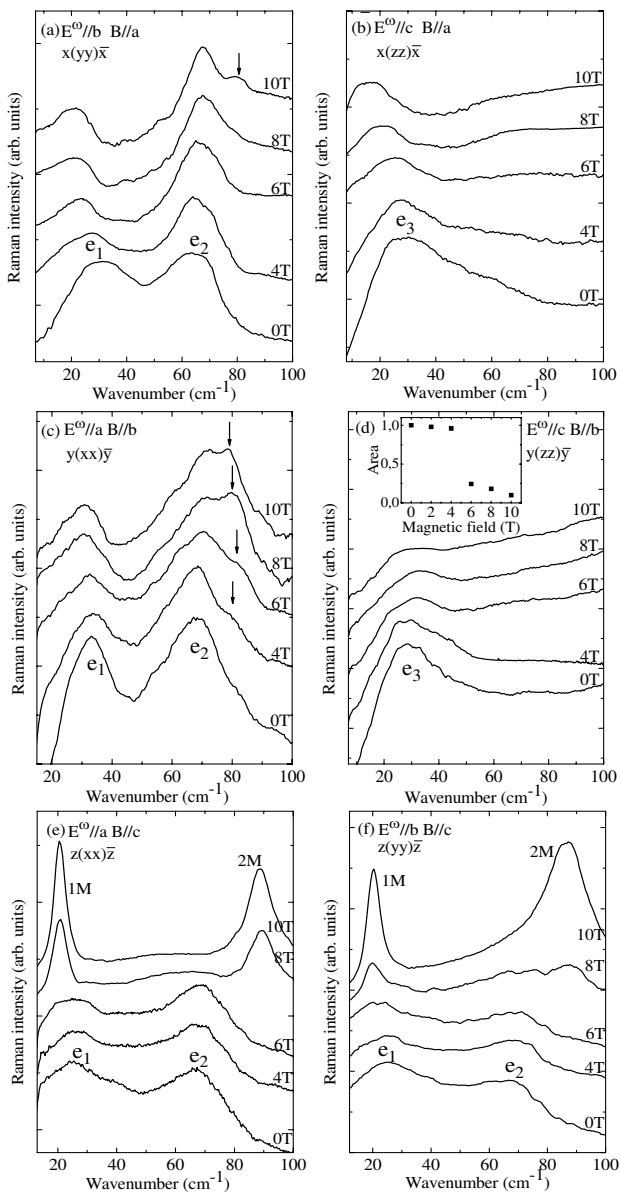 (a) E^ω//b B//a
x(yy)x̅
10T
8T
6T
4T
0T
e₁
e₂
Raman intensity (arb. units)
20 40 60 80 100
Wavenumber (cm⁻¹)
(b) E^ω//c B//a
x(zz)x̅
10T
8T
6T
4T
0T
e₃
Raman intensity (arb. units)
20 40 60 80 100
Wavenumber (cm⁻¹)
(c) E^ω//a B//b
y(xx)y̅
10T
8T
6T
4T
0T
e₁
e₂
Raman intensity (arb. units)
20 40 60 80 100
Wavenumber (cm⁻¹)
(d) E^ω//c B//b
y(zz)y̅
1,0
0,5
0,0
Area
0 2 4 6 8 10
Magnetic field (T)
10T
8T
6T
4T
0T
e₃
Raman intensity (arb. units)
20 40 60 80 100
Wavenumber (cm⁻¹)
(e) E^ω//a B//c
z(xx)z̅
1M
2M
10T
8T
6T
4T
0T
e₁
e₂
Raman intensity (arb. units)
20 40 60 80 100
Wavenumber (cm⁻¹)
(f) E^ω//b B//c
z(yy)z̅
1M
2M
10T
8T
6T
4T
0T
e₁
e₂
Raman intensity (arb. units)
20 40 60 80 100
Wavenumber (cm⁻¹)